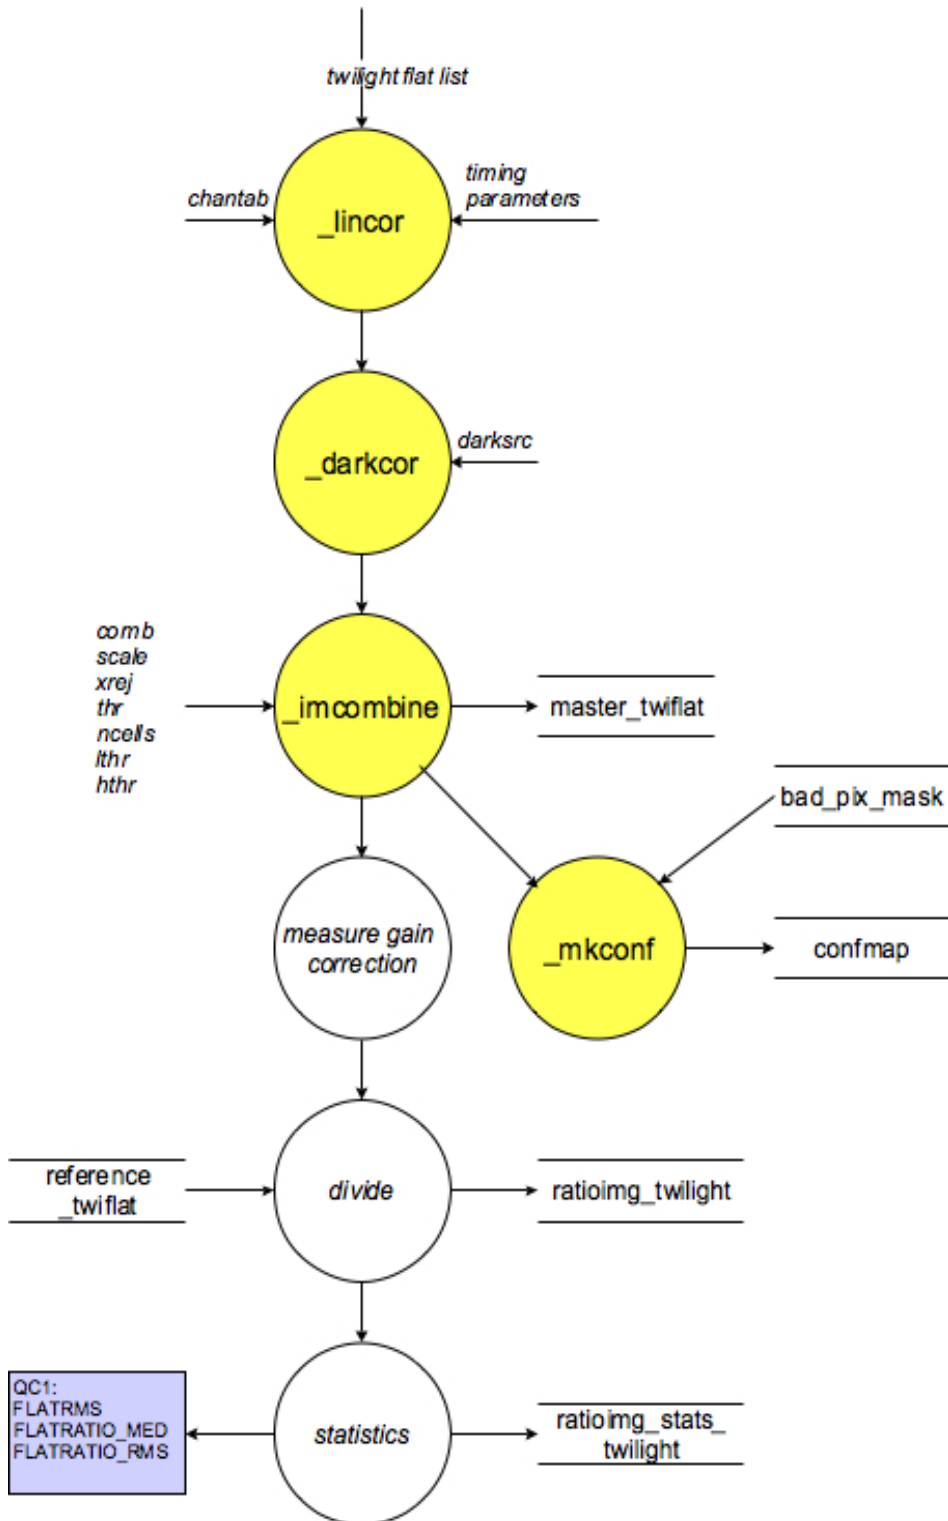 twilight flat list
chantab
timing
parameters
_lincor
darksrc
_darkcor
comb
scale
xrej
thr
ncells
lthr
hthr
_imcombine
master_twiflat
bad_pix_mask
measure gain
correction
_mkconf
confmap
reference
_twiflat
divide
ratioimg_twilight
QC1:
FLATRMS
FLATRATIO_MED
FLATRATIO_RMS
statistics
ratioimg_stats_
twilight